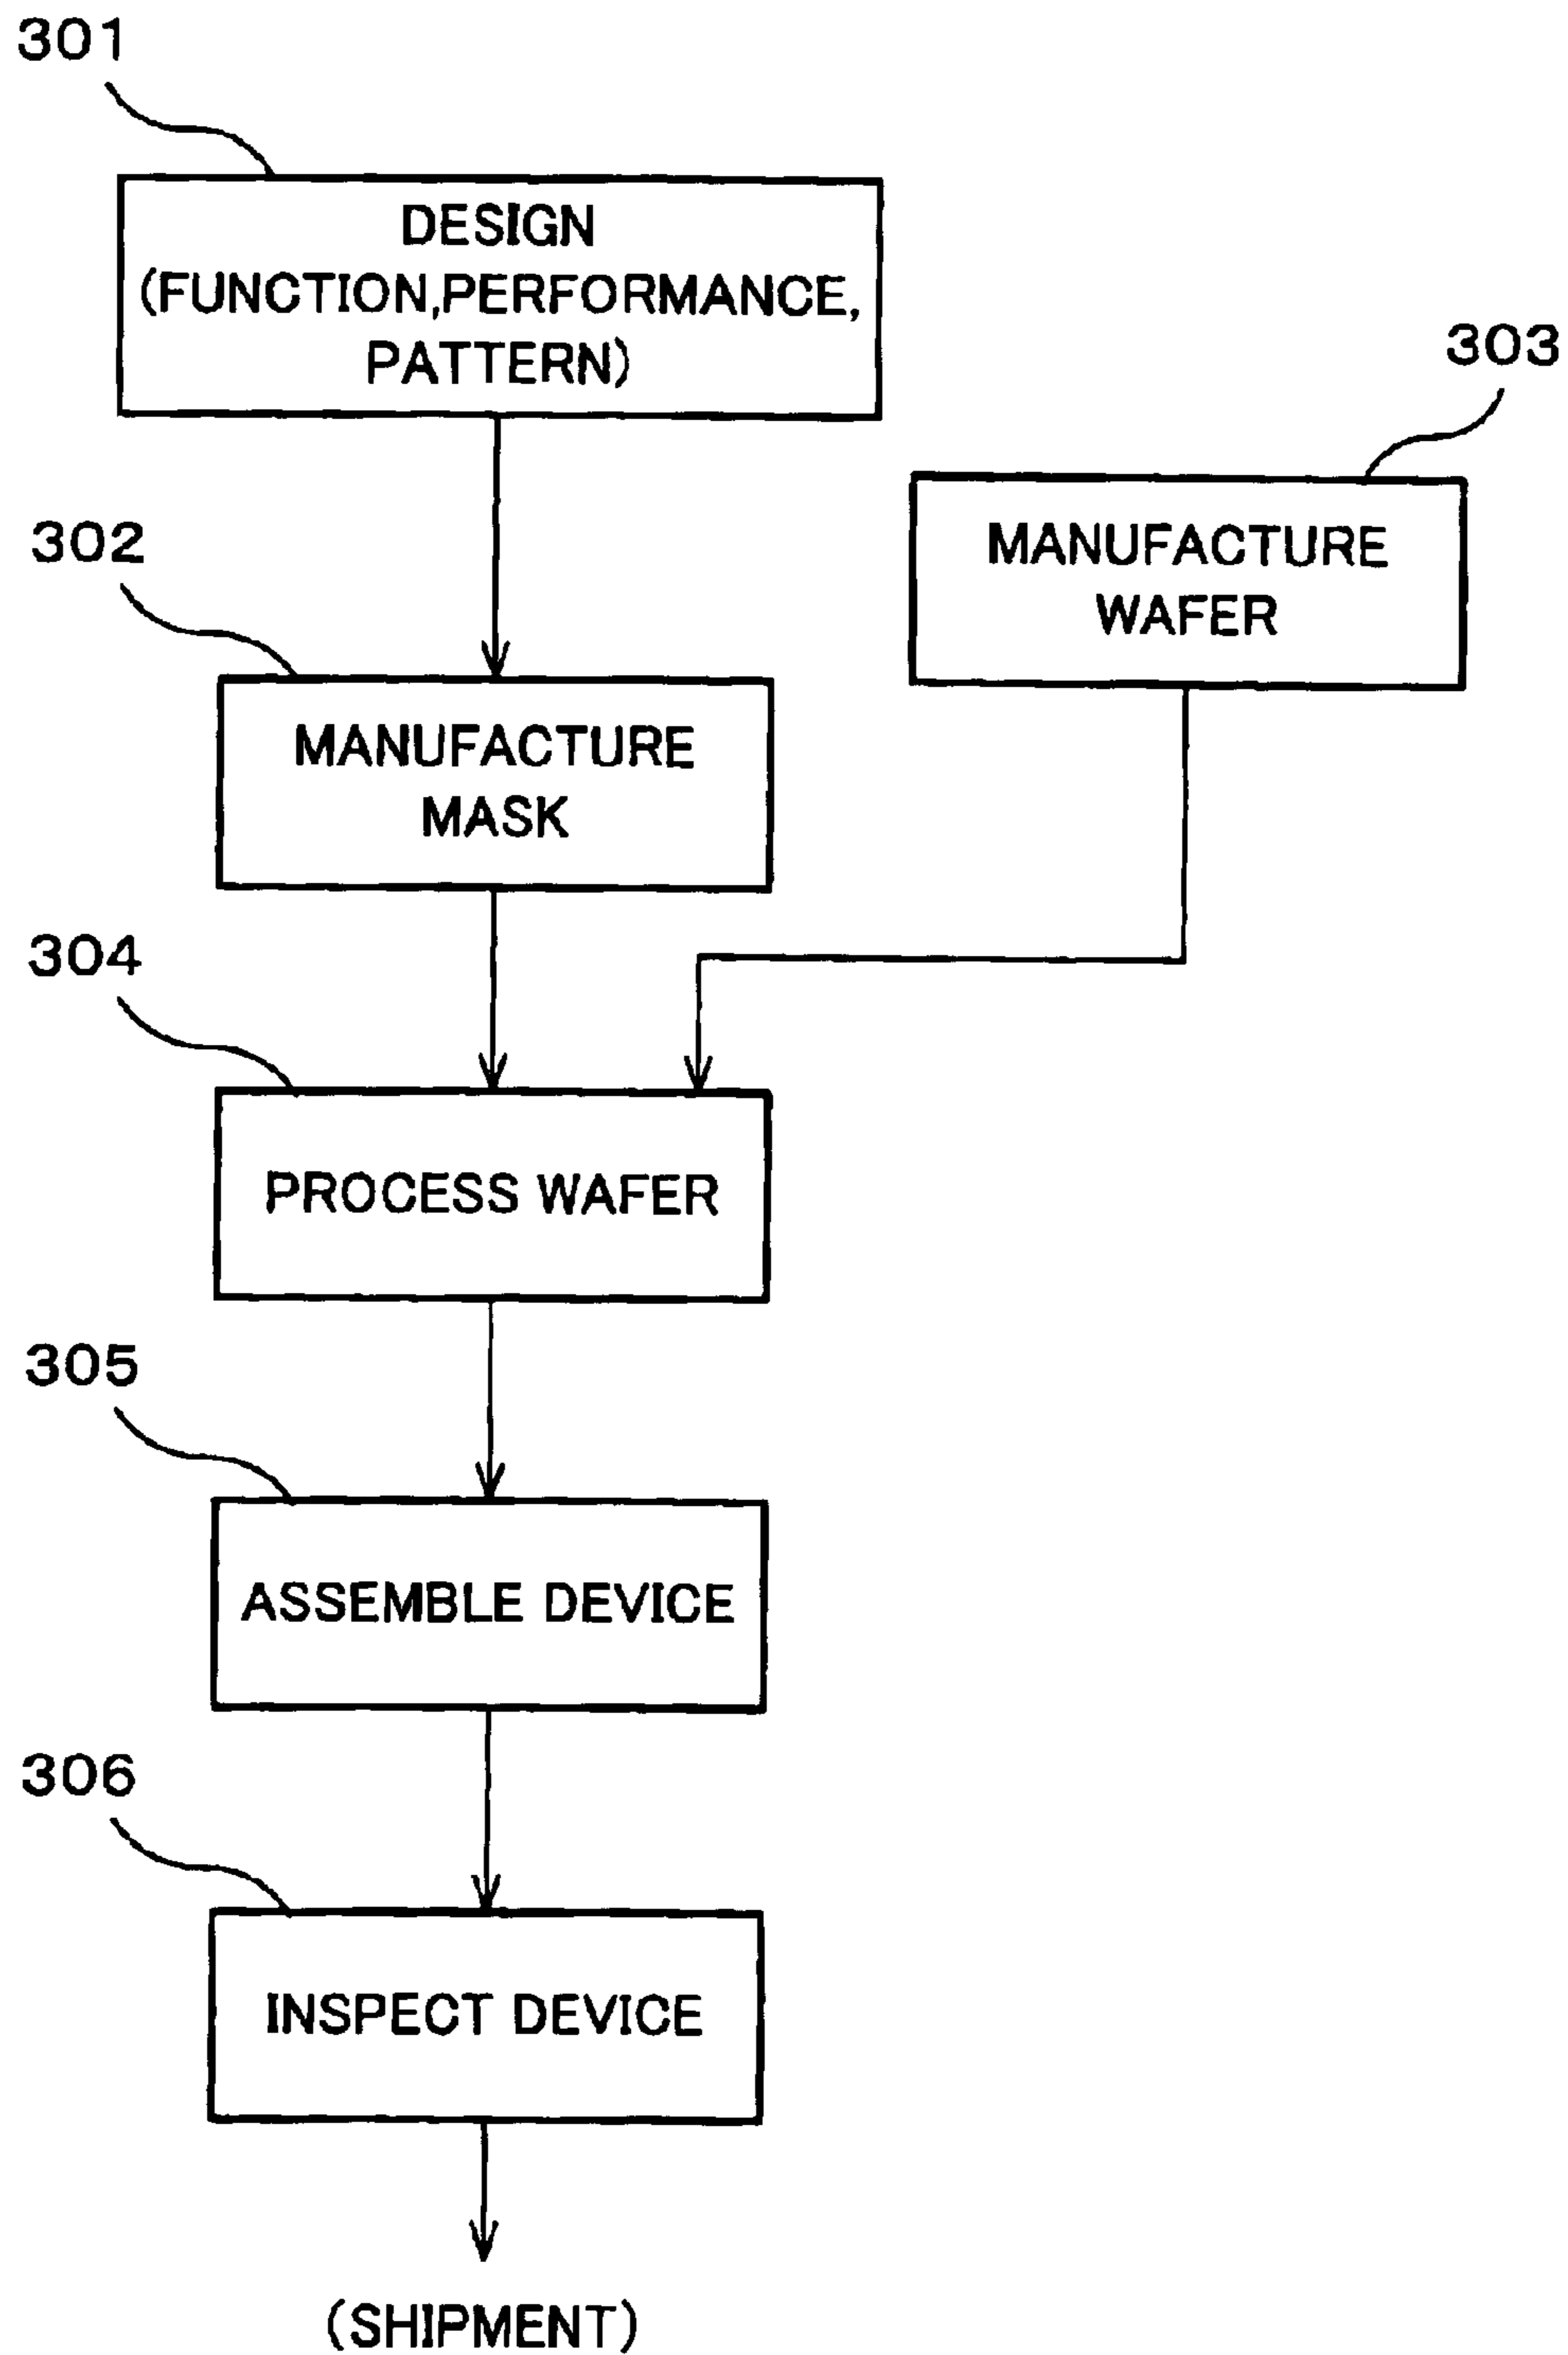 301
DESIGN
(FUNCTION,PERFORMANCE,
PATTERN)
303
MANUFACTURE
WAFER
302
MANUFACTURE
MASK
304
PROCESS WAFER
305
ASSEMBLE DEVICE
306
INSPECT DEVICE
(SHIPMENT)